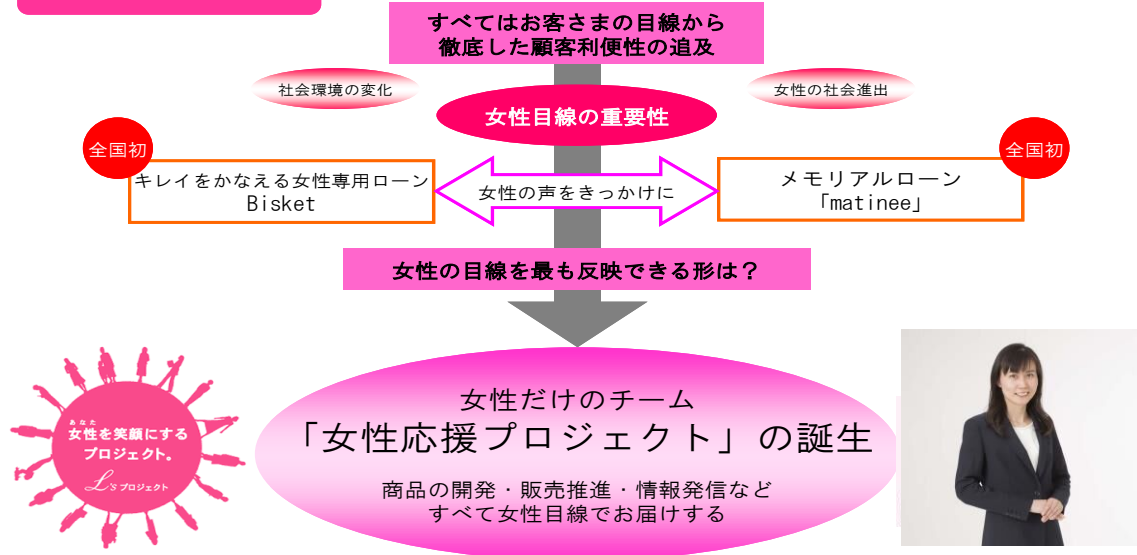 すべてはお客さまの目線から
徹底した顧客利便性の追及
社会環境の変化
女性の社会進出
女性目線の重要性
全国初
全国初
キレイをかなえる女性専用ローン
Bisket
女性の声をきっかけに
メモリアルローン
「matinee」
女性の目線を最も反映できる形は？
女性だけのチーム
「女性応援プロジェクト」の誕生
商品の開発・販売推進・情報発信など
すべて女性目線でお届けする
あなた
女性を笑顔にする
プロジェクト。
L's プロジェクト